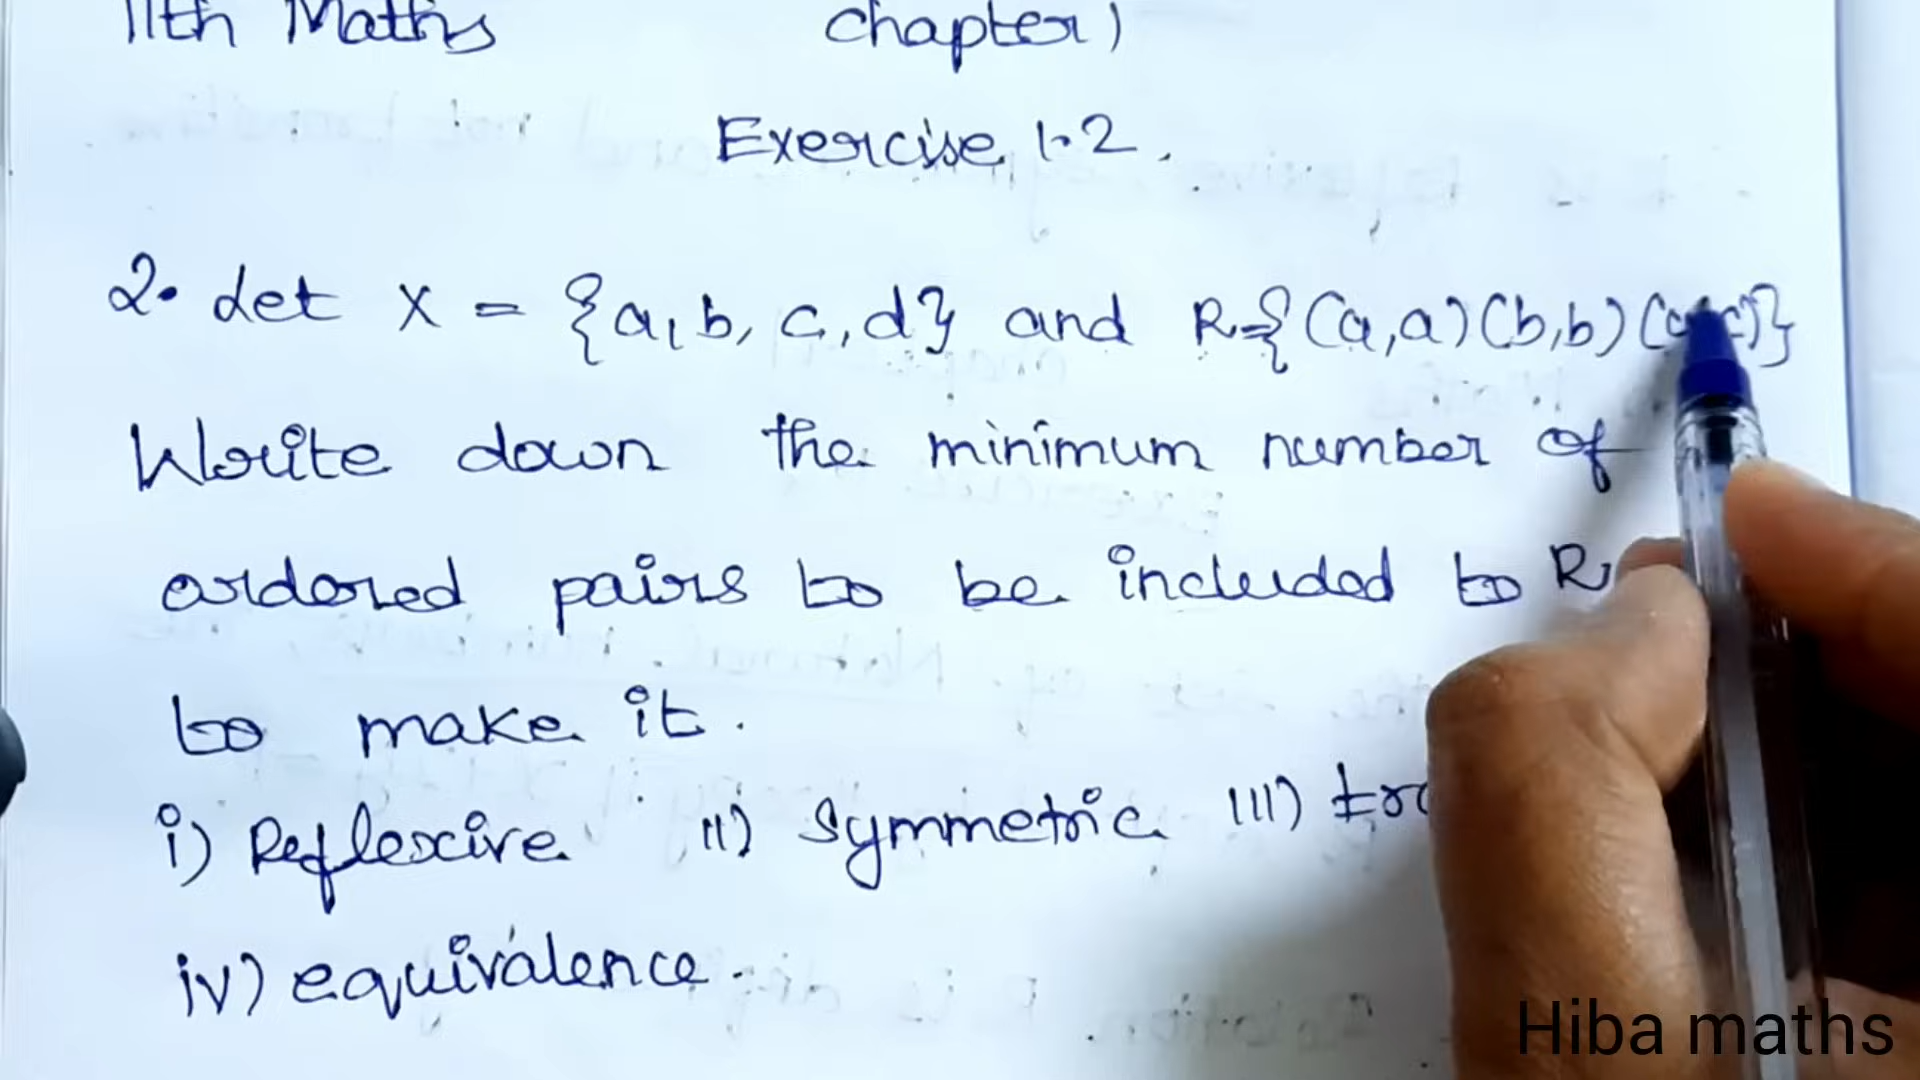 11th Maths chapter 1
Exercise 1.2.
2. Let X = {a, b, c, d} and R={(a,a)(b,b)
Write down the minimum number of
ordered pairs to be included to R
to make it.
i) Reflexive ii) Symmetric III)
iv) equivalence.
Hiba maths